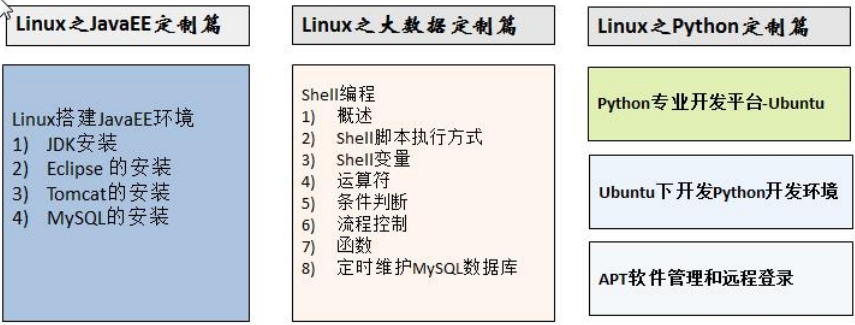 Linux之JavaEE定制篇
Linux搭建JavaEE环境
1) JDK安装
2) Eclipse 的安装
3) Tomcat的安装
4) MySQL的安装
Linux之大数据定制篇
Shell编程
1) 概述
2) Shell脚本执行方式
3) Shell变量
4) 运算符
5) 条件判断
6) 流程控制
7) 函数
8) 定时维护MySQL数据库
Linux之Python定制篇
Python专业开发平台-Ubuntu
Ubuntu下开发Python开发环境
APT软件管理和远程登录